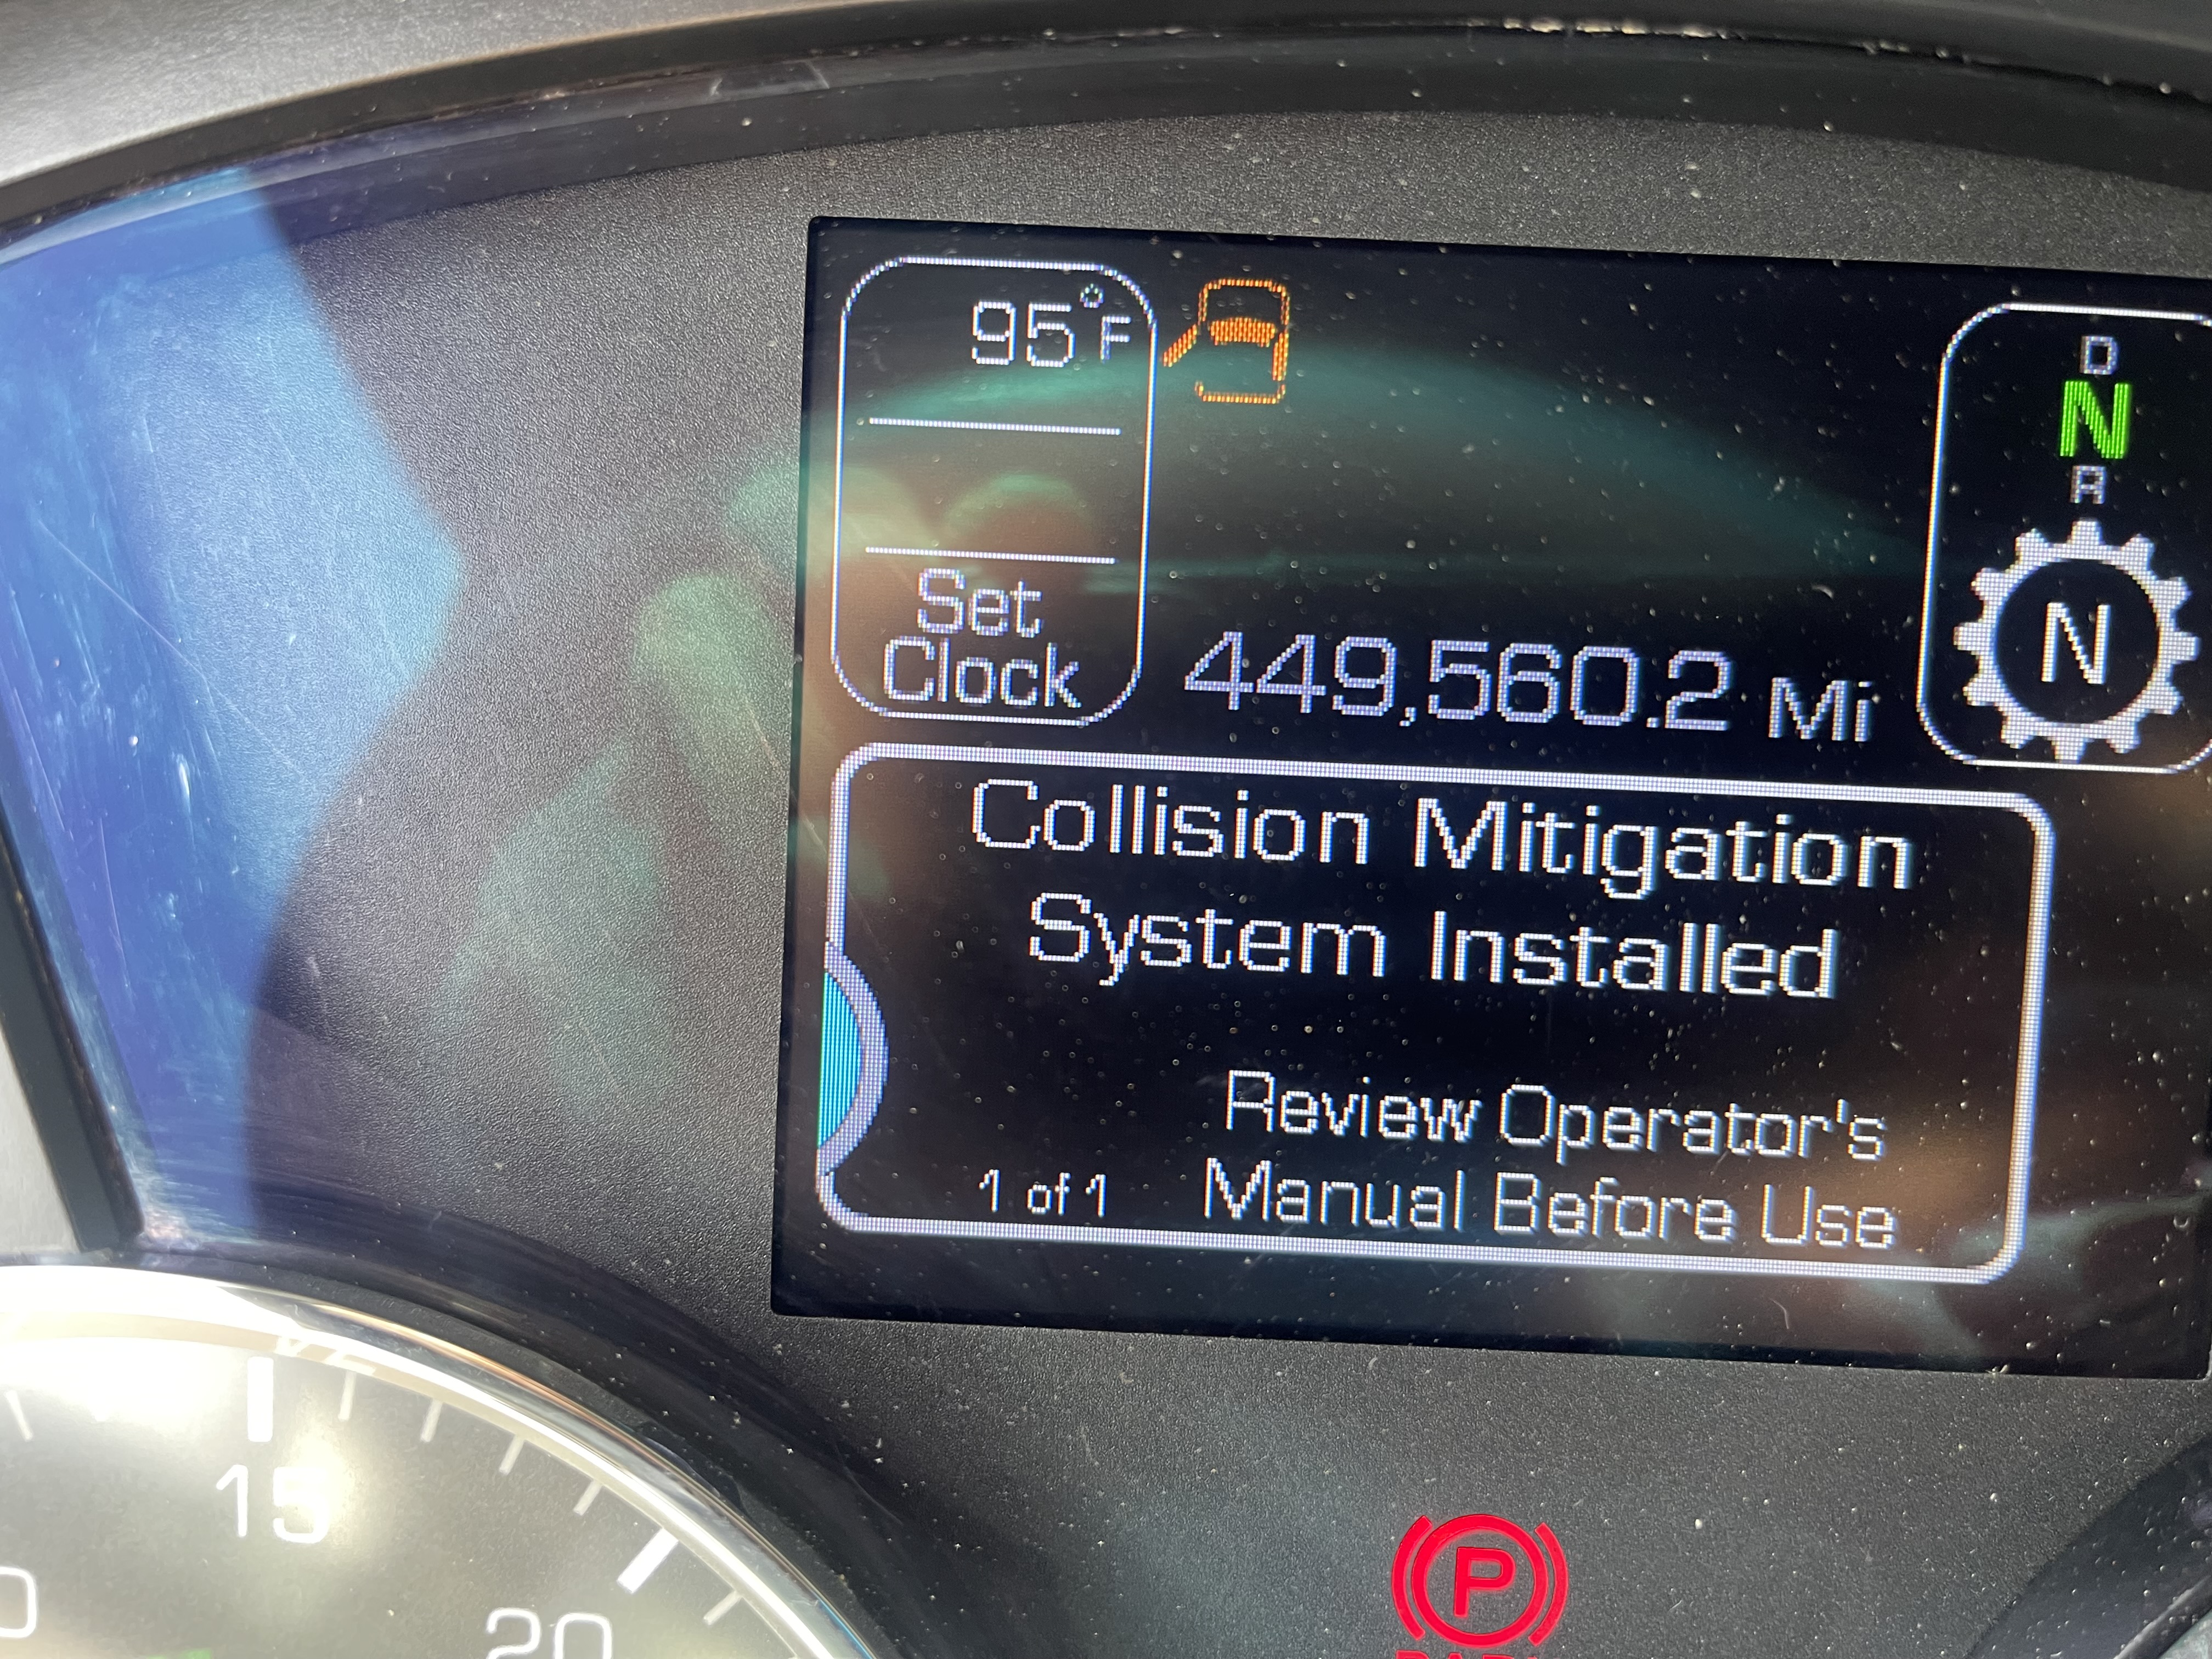 95°F
D
N
R
N
Set
Clock
449,560.2 Mi
Collision Mitigation
System Installed
Review Operator's
1 of 1 Manual Before Use
15
20
P